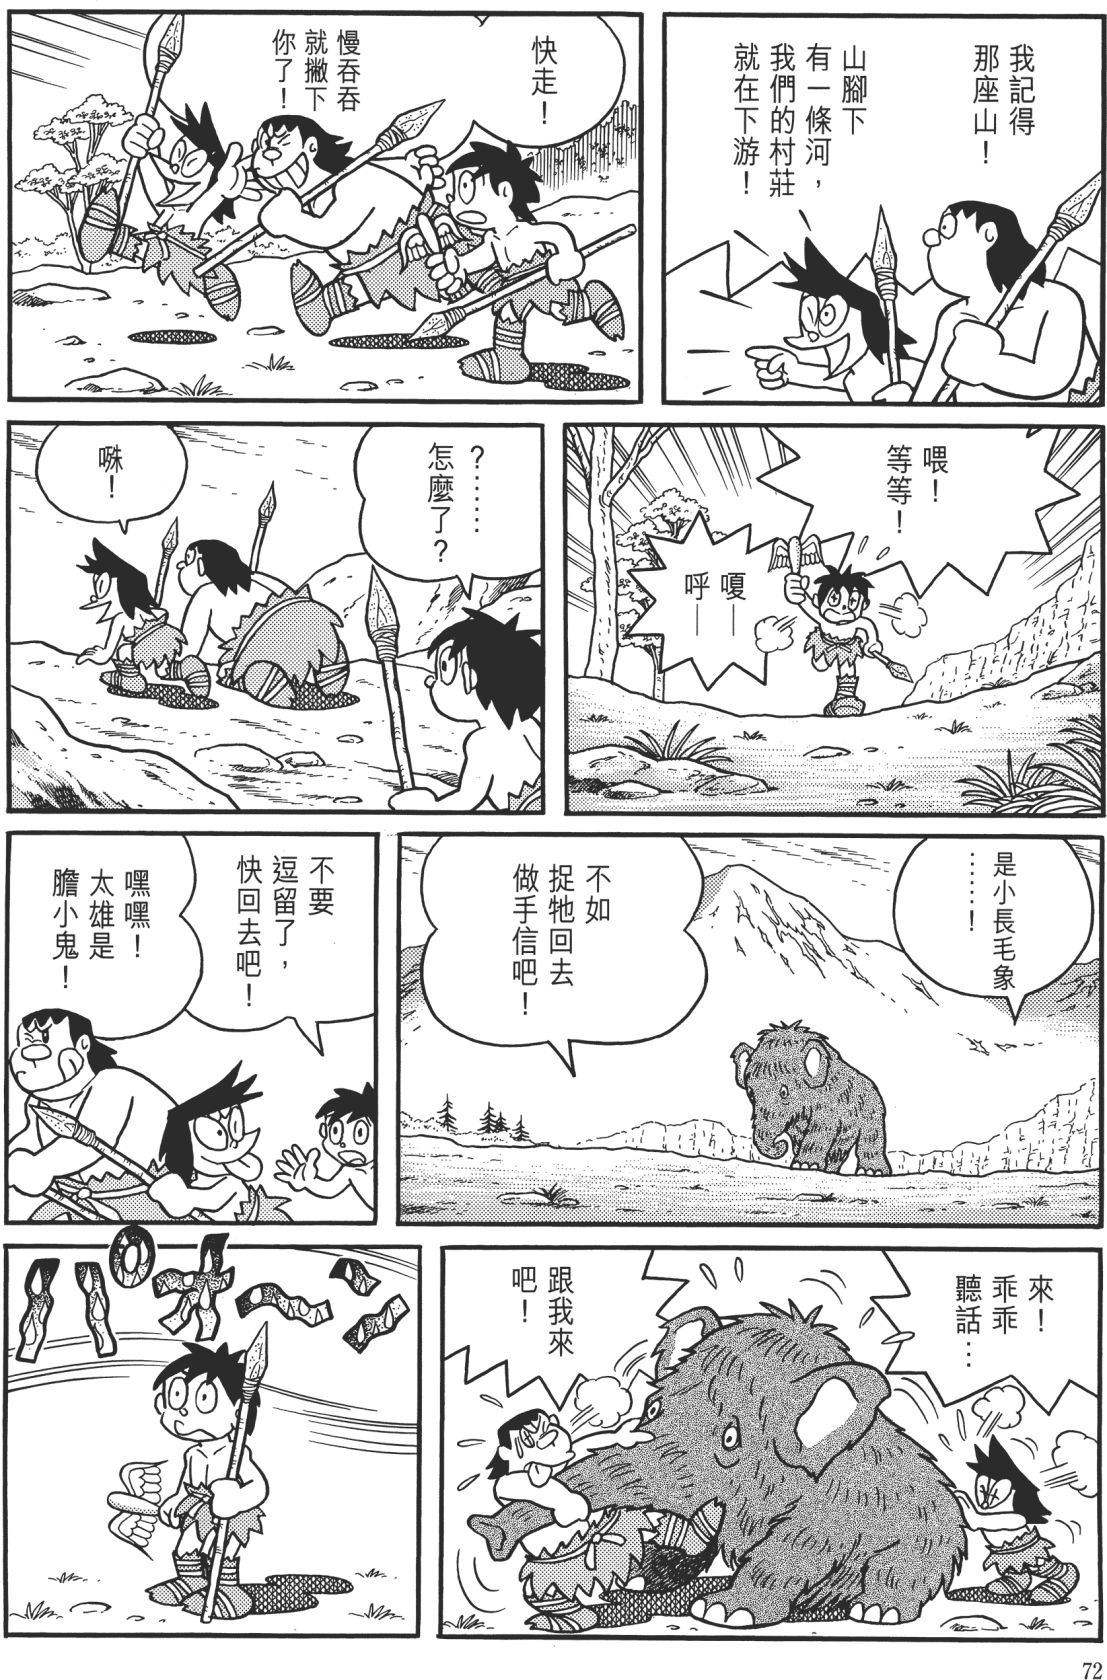 我記得
那座山！
山腳下
有一條河，
我們的村莊
就在下游！
快走！
慢吞吞
就撇下
你了！
喂！
等等！
嗄—
呼—
？……
怎麼了？
咻！
是小長毛象
……！
不如
捉牠回去
做手信吧！
不要
逗留了，
快回去吧！
嘿嘿！
太雄是
膽小鬼！
來！
乖乖
聽話…
跟我來
吧！
72